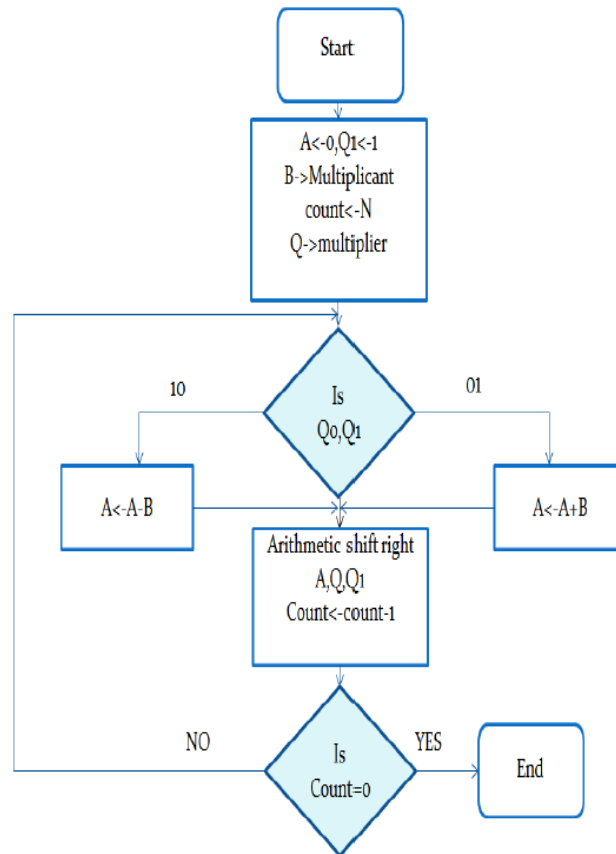 Start
A<-0,Q1<-1
B->Multiplicant
count<-N
Q->multiplier
Is
Q0,Q1
10
01
A<-A-B
A<-A+B
Arithmetic shift right
A,Q,Q1
Count<-count-1
Is
Count=0
NO
YES
End